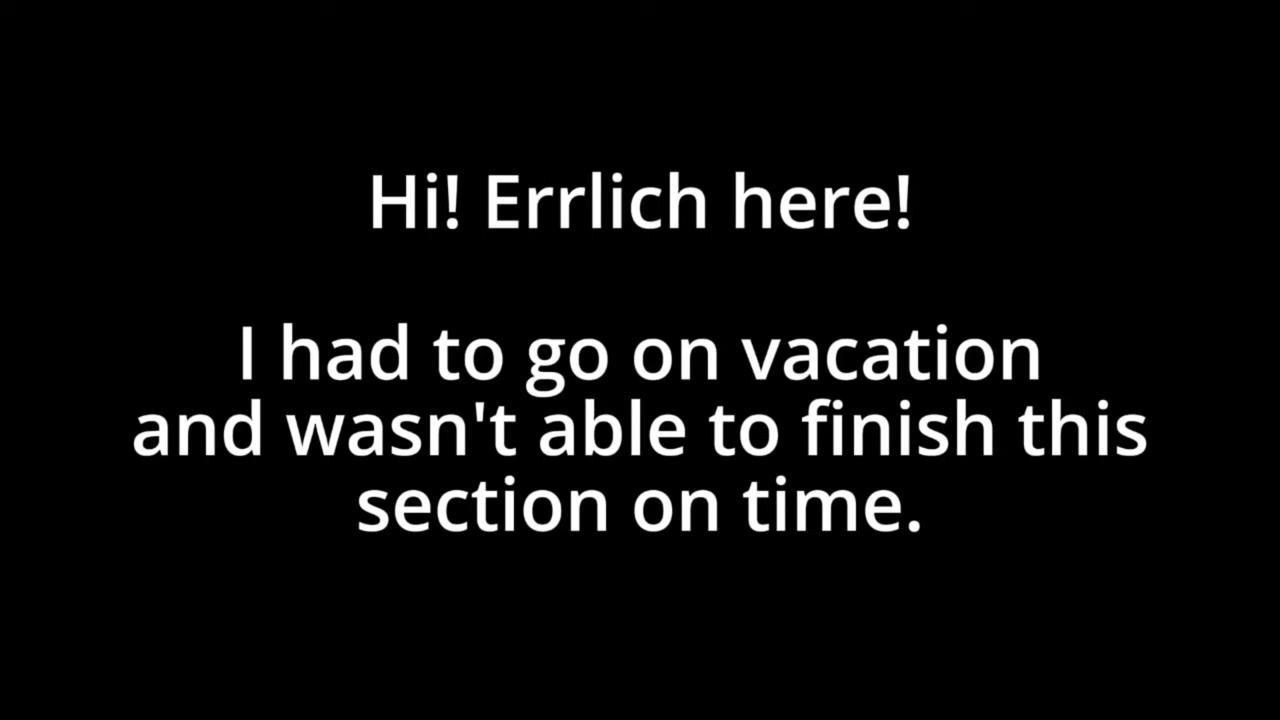 Hi! Errlich here!
I had to go on vacation
and wasn't able to finish this
section on time.